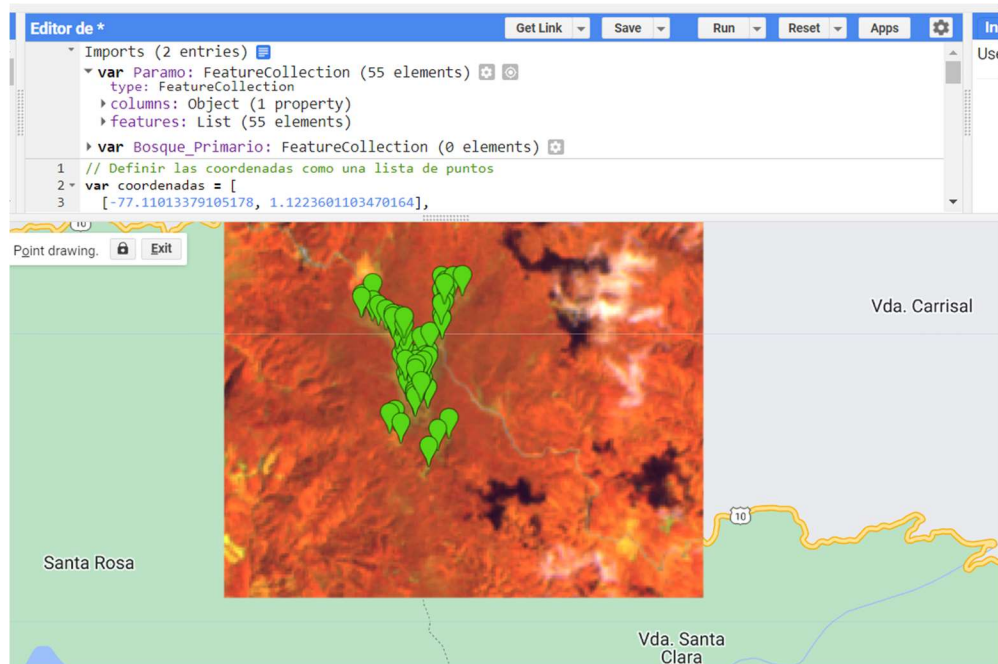 Editor de *
Get Link
Save
Run
Reset
Apps
In
Imports (2 entries)
Use
var Paramo: FeatureCollection (55 elements)
type: FeatureCollection
columns: Object (1 property)
features: List (55 elements)
var Bosque_Primario: FeatureCollection (0 elements)
1 // Definir las coordenadas como una lista de puntos
2 var coordenadas = [
3 [-77.11013379105178, 1.1223601103470164],
10
Point drawing.
Exit
Vda. Carrisal
10
Santa Rosa
Vda. Santa
Clara